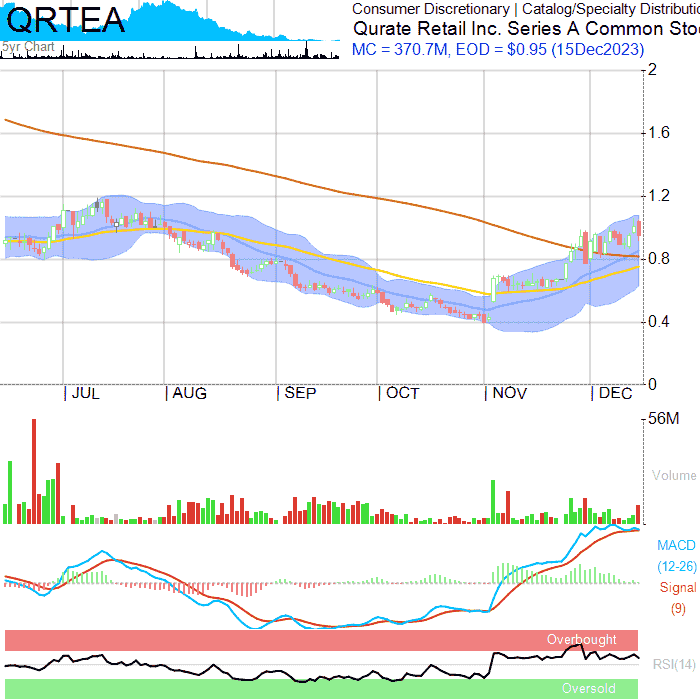 QRTEA
5yr Chart
Consumer Discretionary | Catalog/Specialty Distributio
Qurate Retail Inc. Series A Common Sto
MC = 370.7M, EOD = $0.95 (15Dec2023)
2
1.6
1.2
0.8
0.4
0
JUL AUG SEP OCT NOV DEC
56M
Volume
MACD
(12-26)
Signal
(9)
Overbought
RSI(14)
Oversold